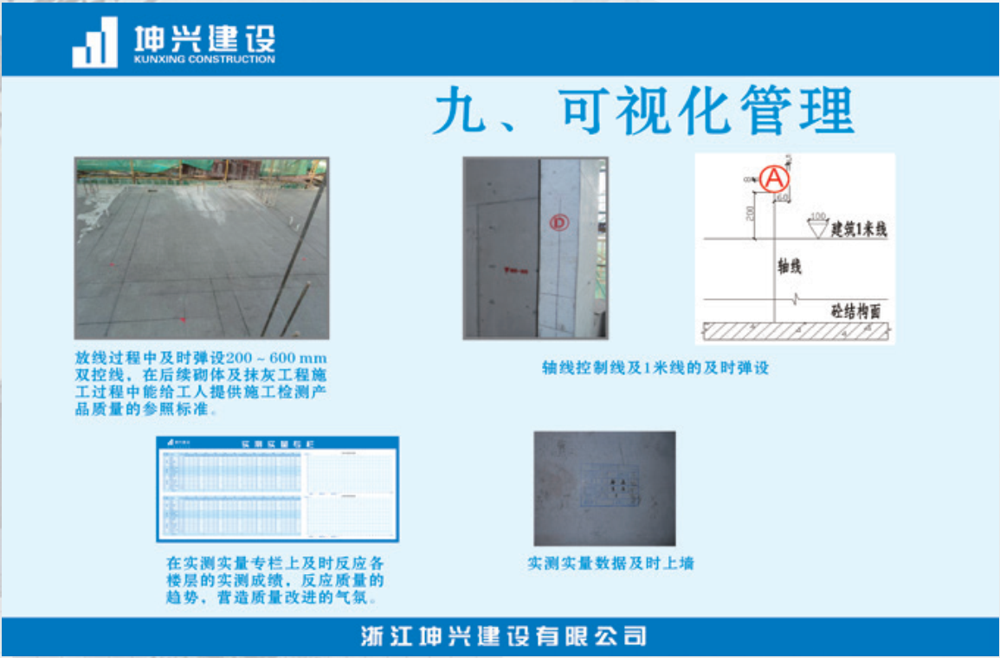 坤兴建设
KUNXING CONSTRUCTION
九、可视化管理
D
A
60
200
100
建筑1米线
轴线
砼结构面
放线过程中及时弹设200～600 mm
双控线，在后续砌体及抹灰工程施
工过程中能给工人提供施工检测产
品质量的参照标准。
轴线控制线及1米线的及时弹设
实测实量专栏
在实测实量专栏上及时反应各
楼层的实测成绩，反应质量的
趋势，营造质量改进的气氛。
实测实量数据及时上墙
浙江坤兴建设有限公司